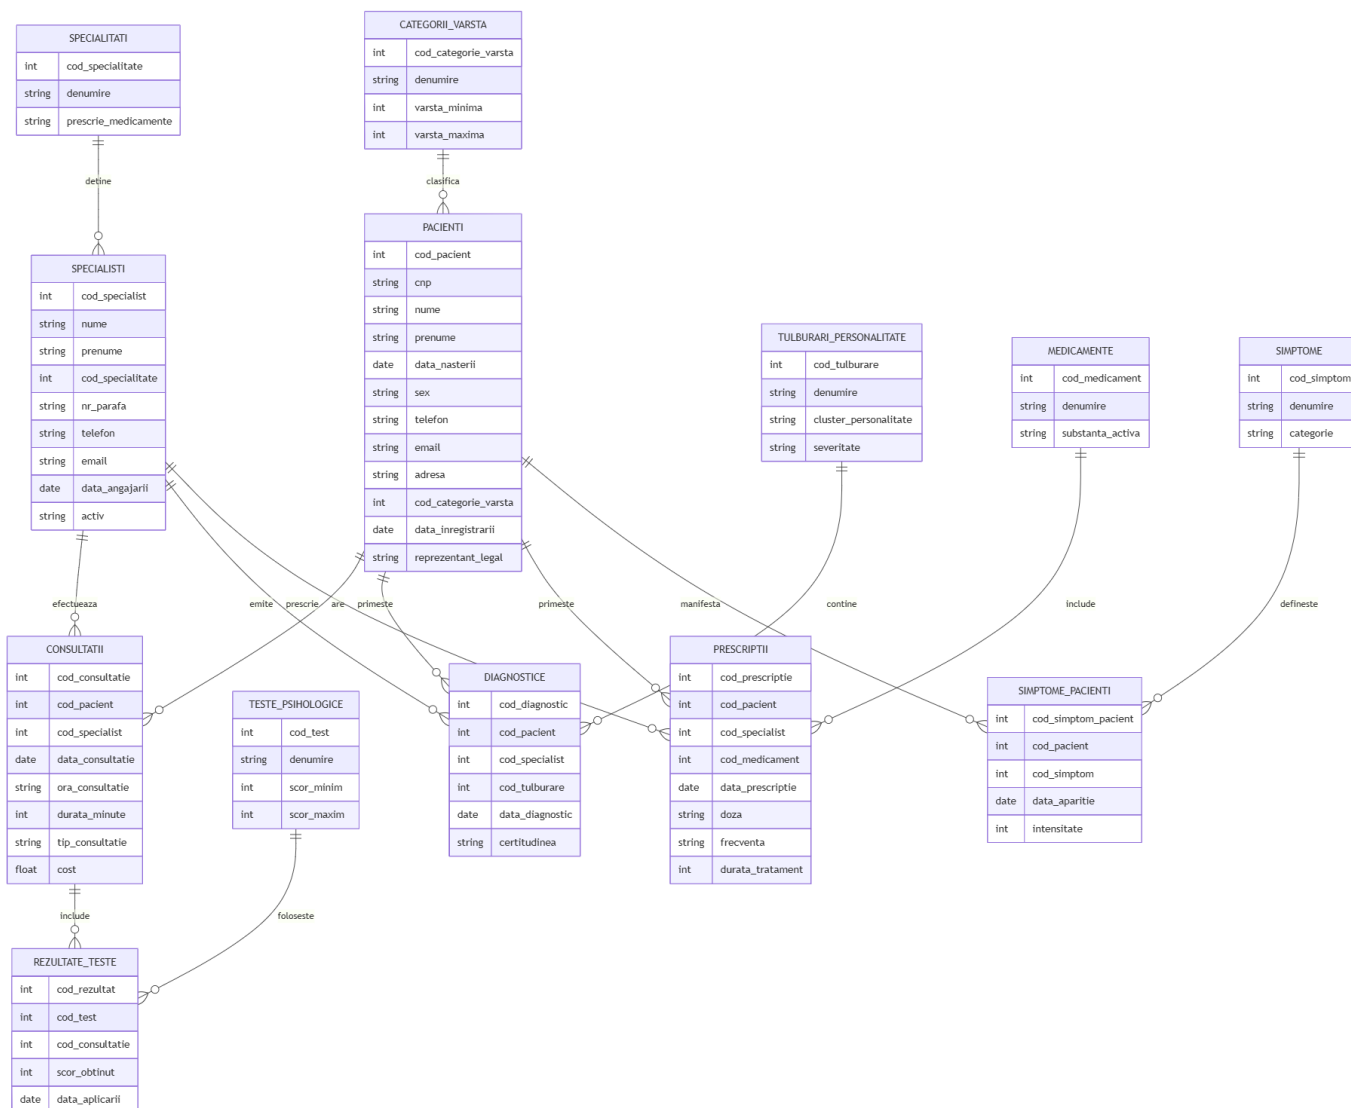 SPECIALITATI
int cod_specialitate
string denumire
string prescrie_medicamente
CATEGORII_VARSTA
int cod_categorie_varsta
string denumire
int varsta_minima
int varsta_maxima
detine
clasifica
SPECIALISTI
int cod_specialist
string nume
string prenume
int cod_specialitate
string nr_parafa
string telefon
string email
date data_angajarii
string activ
PACIENTI
int cod_pacient
string cnp
string nume
string prenume
date data_nasterii
string sex
string telefon
string email
string adresa
int cod_categorie_varsta
date data_inregistrarii
string reprezentant_legal
TULBURARI_PERSONALITATE
int cod_tulburare
string denumire
string cluster_personalitate
string severitate
MEDICAMENTE
int cod_medicament
string denumire
string substanta_activa
SIMPTOME
int cod_simptom
string denumire
string categorie
efectueaza emite prescrie are primeste primeste manifesta contine include defineste
CONSULTATII
int cod_consultatie
int cod_pacient
int cod_specialist
date data_consultatie
string ora_consultatie
int durata_minute
string tip_consultatie
float cost
TESTE_PSIHOLOGICE
int cod_test
string denumire
int scor_minim
int scor_maxim
DIAGNOSTICE
int cod_diagnostic
int cod_pacient
int cod_specialist
int cod_tulburare
date data_diagnostic
string certitudinea
PRESCRIPTII
int cod_prescriptie
int cod_pacient
int cod_specialist
int cod_medicament
date data_prescriptie
string doza
string frecventa
int durata_tratament
SIMPTOME_PACIENTI
int cod_simptom_pacient
int cod_pacient
int cod_simptom
date data_aparitie
int intensitate
include
foloseste
REZULTATE_TESTE
int cod_rezultat
int cod_test
int cod_consultatie
int scor_obtinut
date data_aplicarii